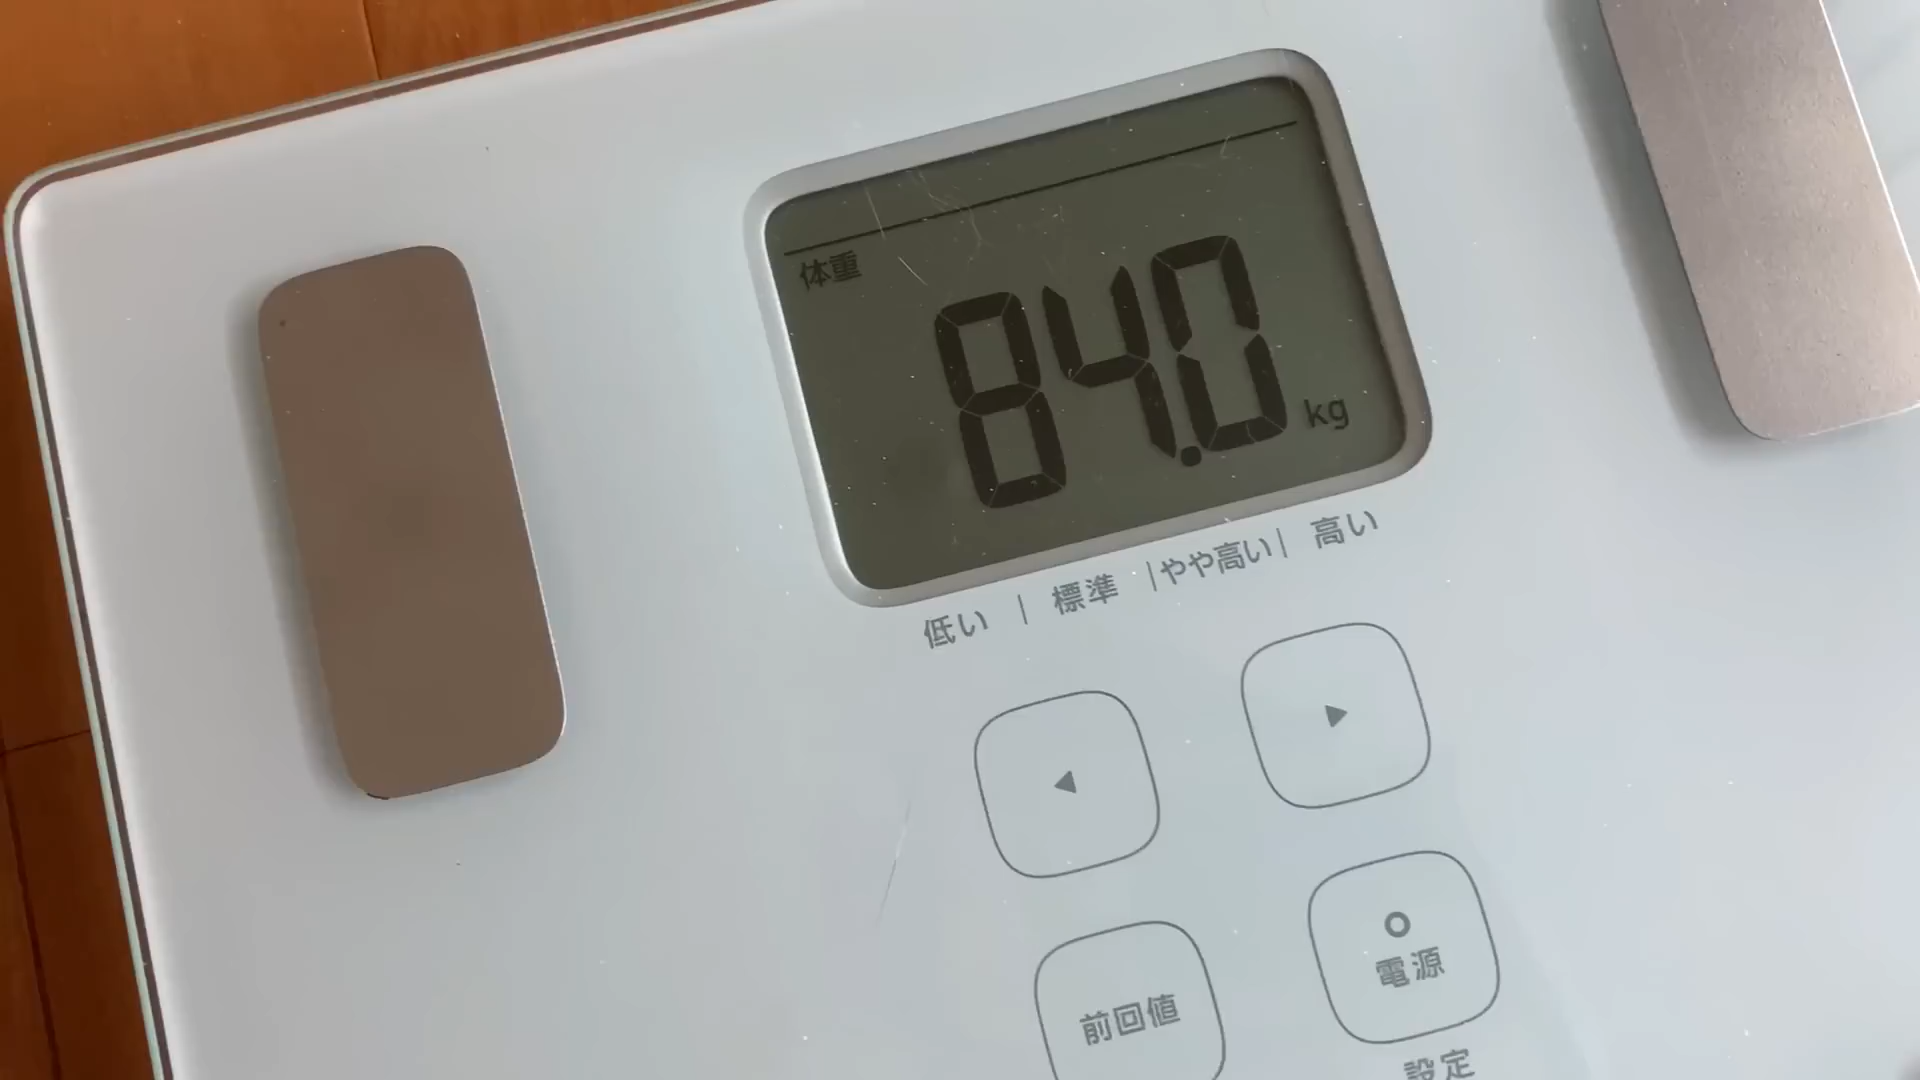 体重
84.0 kg
低い | 標準 | やや高い | 高い
前回値
電源
設定